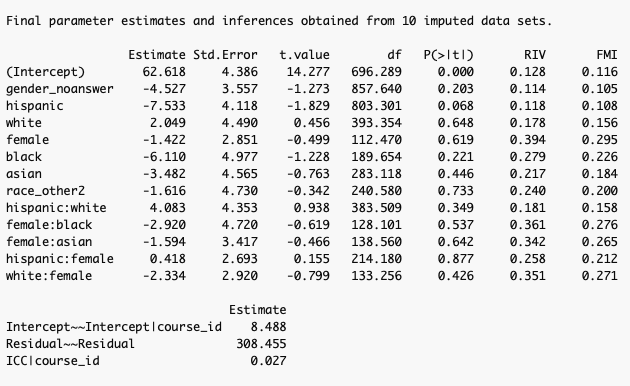 Final parameter estimates and inferences obtained from 10 imputed data sets.
Estimate Std.Error t.value df P(>|t|) RIV FMI
(Intercept) 62.618 4.386 14.277 696.289 0.000 0.128 0.116
gender_noanswer -4.527 3.557 -1.273 857.640 0.203 0.114 0.105
hispanic -7.533 4.118 -1.829 803.301 0.068 0.118 0.108
white 2.049 4.490 0.456 393.354 0.648 0.178 0.156
female -1.422 2.851 -0.499 112.470 0.619 0.394 0.295
black -6.110 4.977 -1.228 189.654 0.221 0.279 0.226
asian -3.482 4.565 -0.763 283.118 0.446 0.217 0.184
race_other2 -1.616 4.730 -0.342 240.580 0.733 0.240 0.200
hispanic:white 4.083 4.353 0.938 383.509 0.349 0.181 0.158
female:black -2.920 4.720 -0.619 128.101 0.537 0.361 0.276
female:asian -1.594 3.417 -0.466 138.560 0.642 0.342 0.265
hispanic:female 0.418 2.693 0.155 214.180 0.877 0.258 0.212
white:female -2.334 2.920 -0.799 133.256 0.426 0.351 0.271
Estimate
Intercept~~Intercept|course_id 8.488
Residual~~Residual 308.455
ICC|course_id 0.027